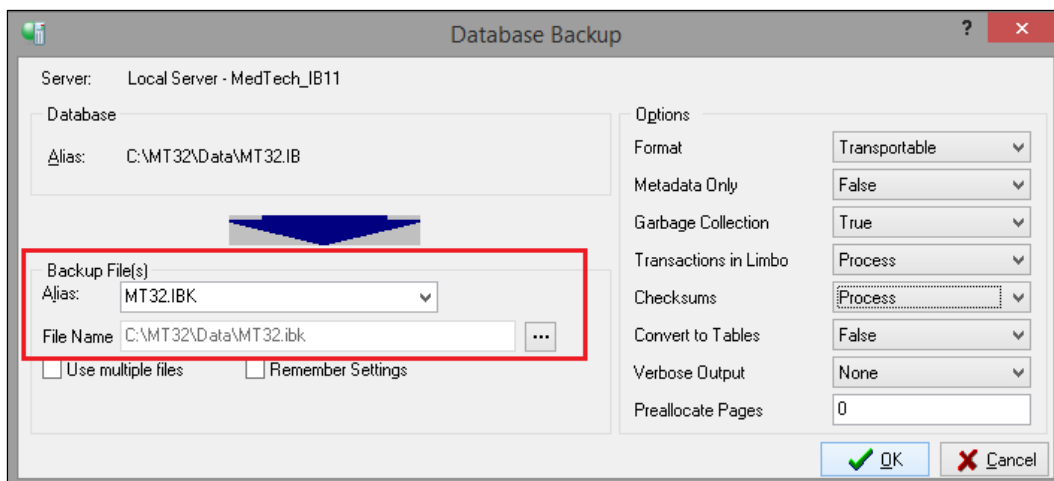 Database Backup
?
Server: Local Server - MedTech_IB11
Database
Alias: C:\MT32\Data\MT32.IB
Backup File(s)
Alias: MT32.IBK
File Name C:\MT32\Data\MT32.ibk ...
Use multiple files Remember Settings
Options
Format Transportable
Metadata Only False
Garbage Collection True
Transactions in Limbo Process
Checksums Process
Convert to Tables False
Verbose Output None
Preallocate Pages 0
OK Cancel